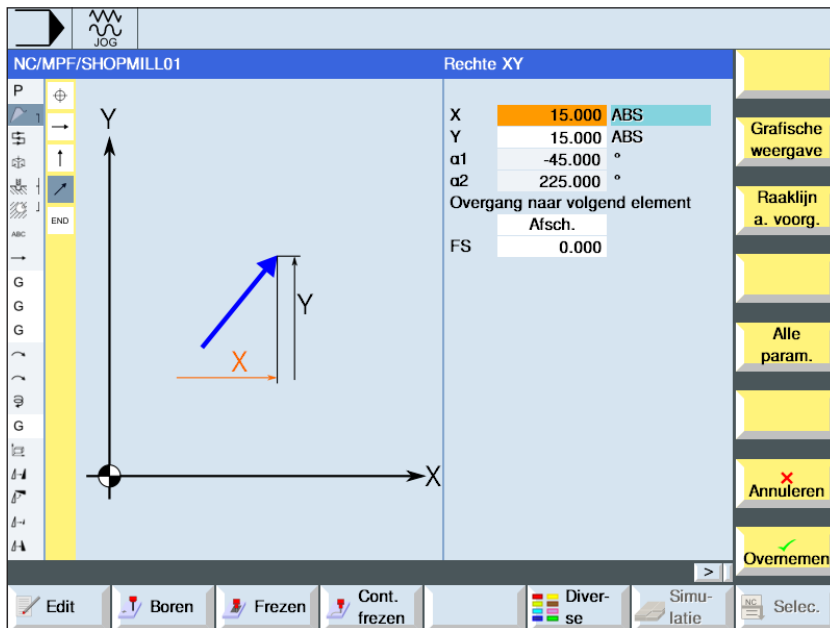 JOG
NC/MPF/SHOPMILL01
Rechte XY
P
1
ABC
G
G
G
G
END
Y
Y
X
X
X 15.000 ABS
Y 15.000 ABS
α1 -45.000 °
α2 225.000 °
Overgang naar volgend element
Afsch.
FS 0.000
Grafische
weergave
Raaklijn
a. voorg.
Alle
param.
Annuleren
Overnemen
>
Edit
Boren
Frezen
Cont.
frezen
Diver-
se
Simu-
latie
NC
Selec.